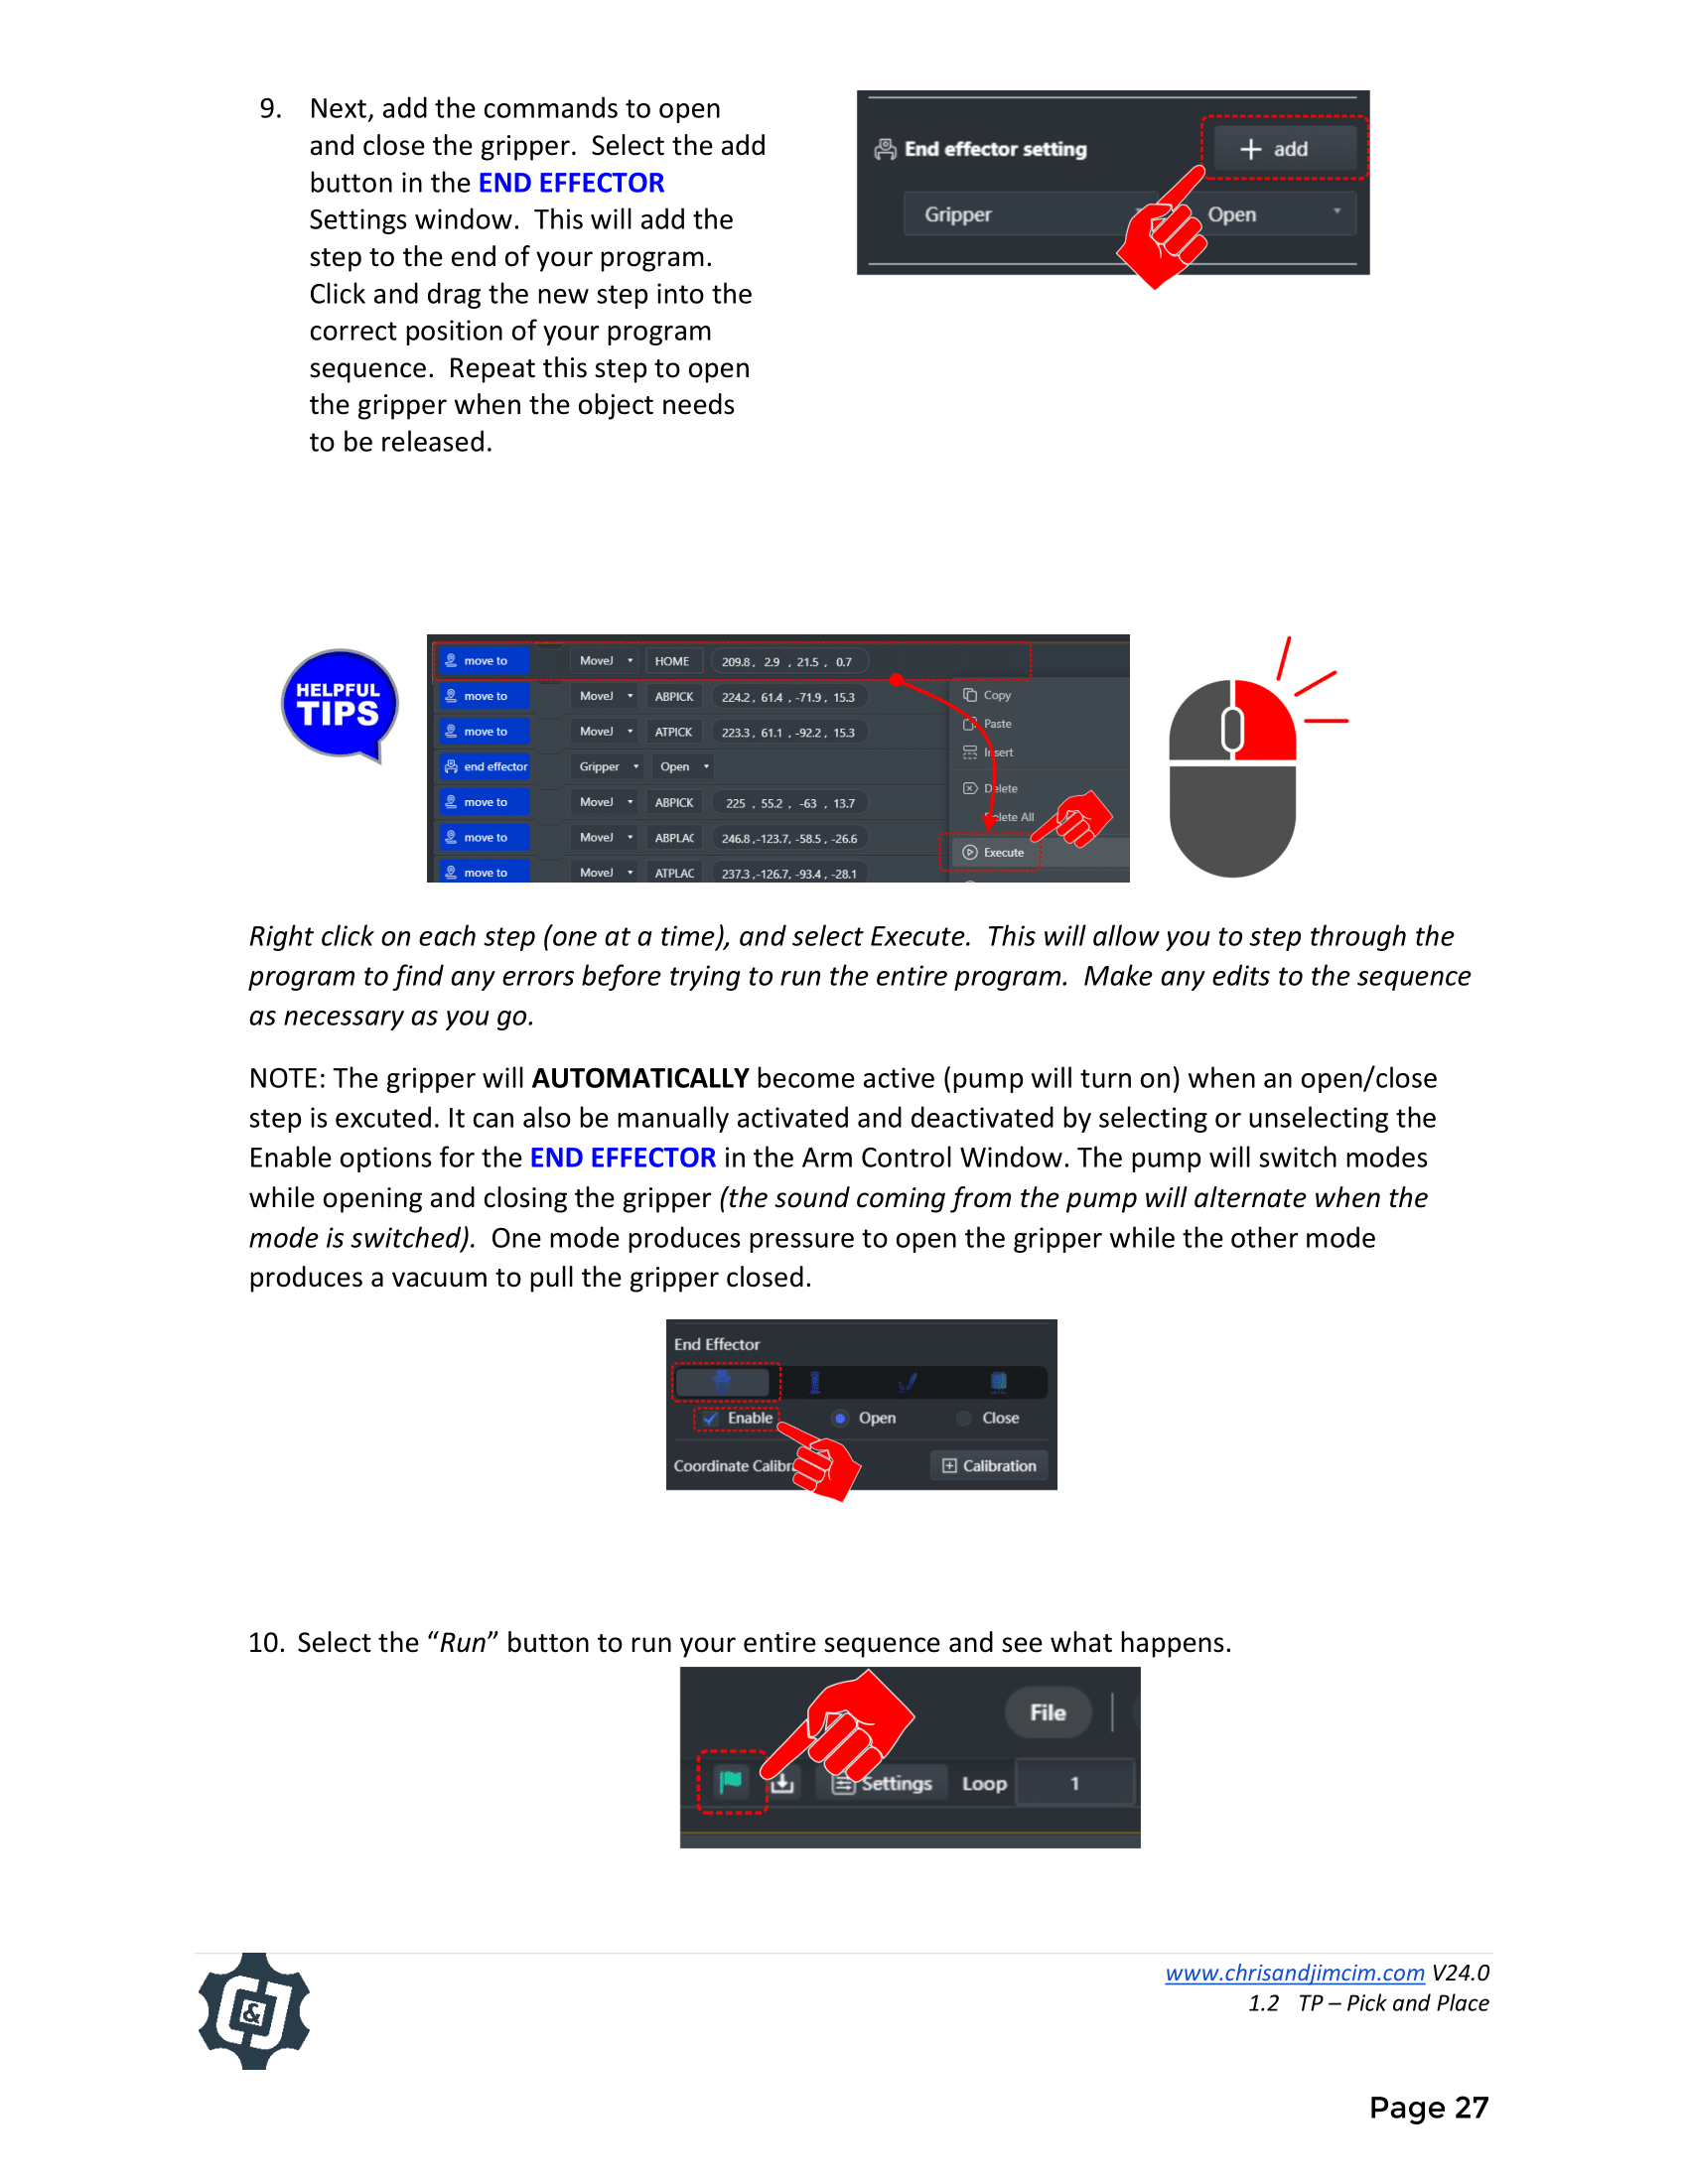 9. Next, add the commands to open
and close the gripper. Select the add
button in the END EFFECTOR
Settings window. This will add the
step to the end of your program.
Click and drag the new step into the
correct position of your program
sequence. Repeat this step to open
the gripper when the object needs
to be released.
End effector setting + add
Gripper Open
HELPFUL
TIPS
move to MoveJ HOME 209.8 , 2.9 , 21.5 , 0.7
move to MoveJ ABPICK 224.2 , 61.4 , -71.9 , 15.3
move to MoveJ ATPICK 223.3 , 61.1 , -92.2 , 15.3
end effector Gripper Open
move to MoveJ ABPICK 225 , 55.2 , -63 , 13.7
move to MoveJ ABPLAC 246.8 ,-123.7, -58.5 , -26.6
move to MoveJ ATPLAC 237.3 ,-126.7, -93.4 , -28.1
Copy
Paste
Insert
Delete
Delete All
Execute
Right click on each step (one at a time), and select Execute. This will allow you to step through the
program to find any errors before trying to run the entire program. Make any edits to the sequence
as necessary as you go.
NOTE: The gripper will AUTOMATICALLY become active (pump will turn on) when an open/close
step is excuted. It can also be manually activated and deactivated by selecting or unselecting the
Enable options for the END EFFECTOR in the Arm Control Window. The pump will switch modes
while opening and closing the gripper (the sound coming from the pump will alternate when the
mode is switched). One mode produces pressure to open the gripper while the other mode
produces a vacuum to pull the gripper closed.
End Effector
Enable Open Close
Coordinate Calibr Calibration
10. Select the “Run” button to run your entire sequence and see what happens.
File
Settings Loop 1
&
www.chrisandjimcim.com V24.0
1.2 TP – Pick and Place
Page 27